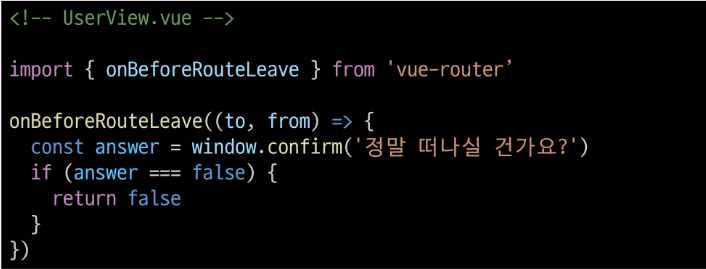 <!-- UserView.vue -->
import { onBeforeRouteLeave } from 'vue-router’
onBeforeRouteLeave((to, from) => {
  const answer = window.confirm('정말 떠나실 건가요?')
  if (answer === false) {
    return false
  }
})